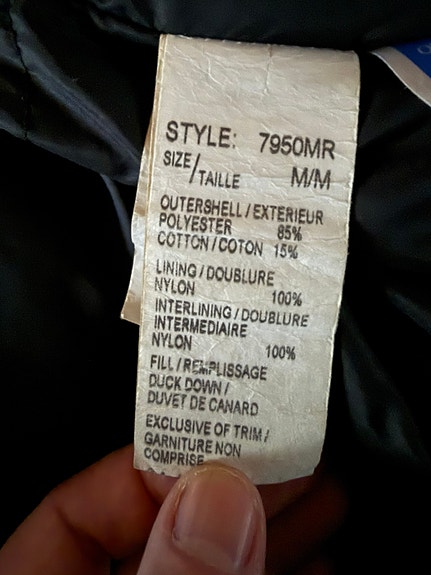 STYLE: 7950MR
SIZE/TAILLE M/M
OUTERSHELL/EXTERIEUR
POLYESTER 85%
COTTON/COTON 15%
LINING/DOUBLURE
NYLON 100%
INTERLINING/DOUBLURE
INTERMEDIAIRE
NYLON 100%
FILL/REMPLISSAGE
DUCK DOWN/
DUVET DE CANARD
EXCLUSIVE OF TRIM/
GARNITURE NON
COMPRISE